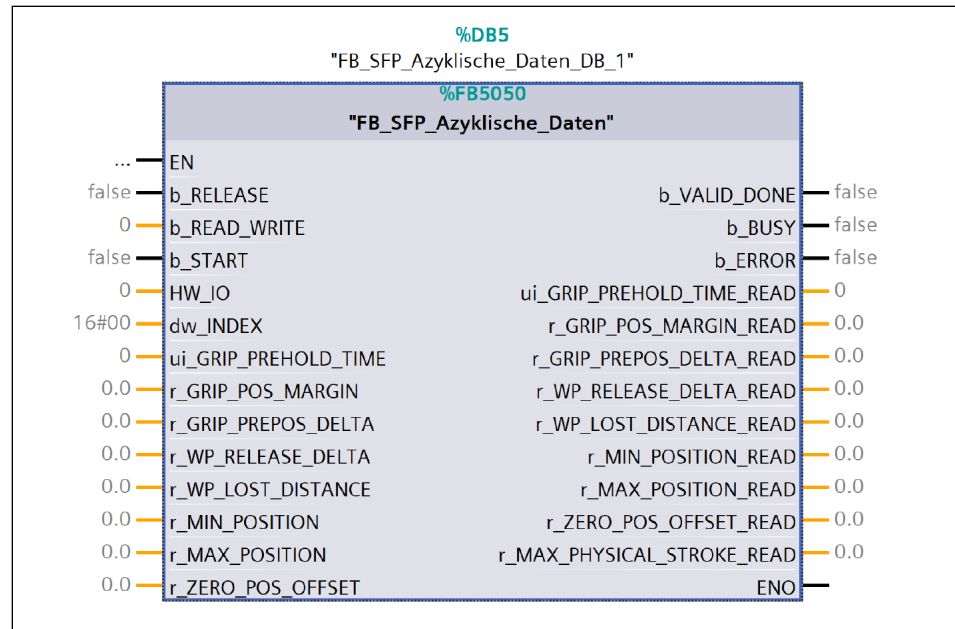 %DB5
"FB_SFP_Azyklische_Daten_DB_1"
%FB5050
"FB_SFP_Azyklische_Daten"
... EN
false b_RELEASE b_VALID_DONE false
0 b_READ_WRITE b_BUSY false
false b_START b_ERROR false
0 HW_IO ui_GRIP_PREHOLD_TIME_READ 0
16#00 dw_INDEX r_GRIP_POS_MARGIN_READ 0.0
0 ui_GRIP_PREHOLD_TIME r_GRIP_PREPOS_DELTA_READ 0.0
0.0 r_GRIP_POS_MARGIN r_WP_RELEASE_DELTA_READ 0.0
0.0 r_GRIP_PREPOS_DELTA r_WP_LOST_DISTANCE_READ 0.0
0.0 r_WP_RELEASE_DELTA r_MIN_POSITION_READ 0.0
0.0 r_WP_LOST_DISTANCE r_MAX_POSITION_READ 0.0
0.0 r_MIN_POSITION r_ZERO_POS_OFFSET_READ 0.0
0.0 r_MAX_POSITION r_MAX_PHYSICAL_STROKE_READ 0.0
0.0 r_ZERO_POS_OFFSET ENO